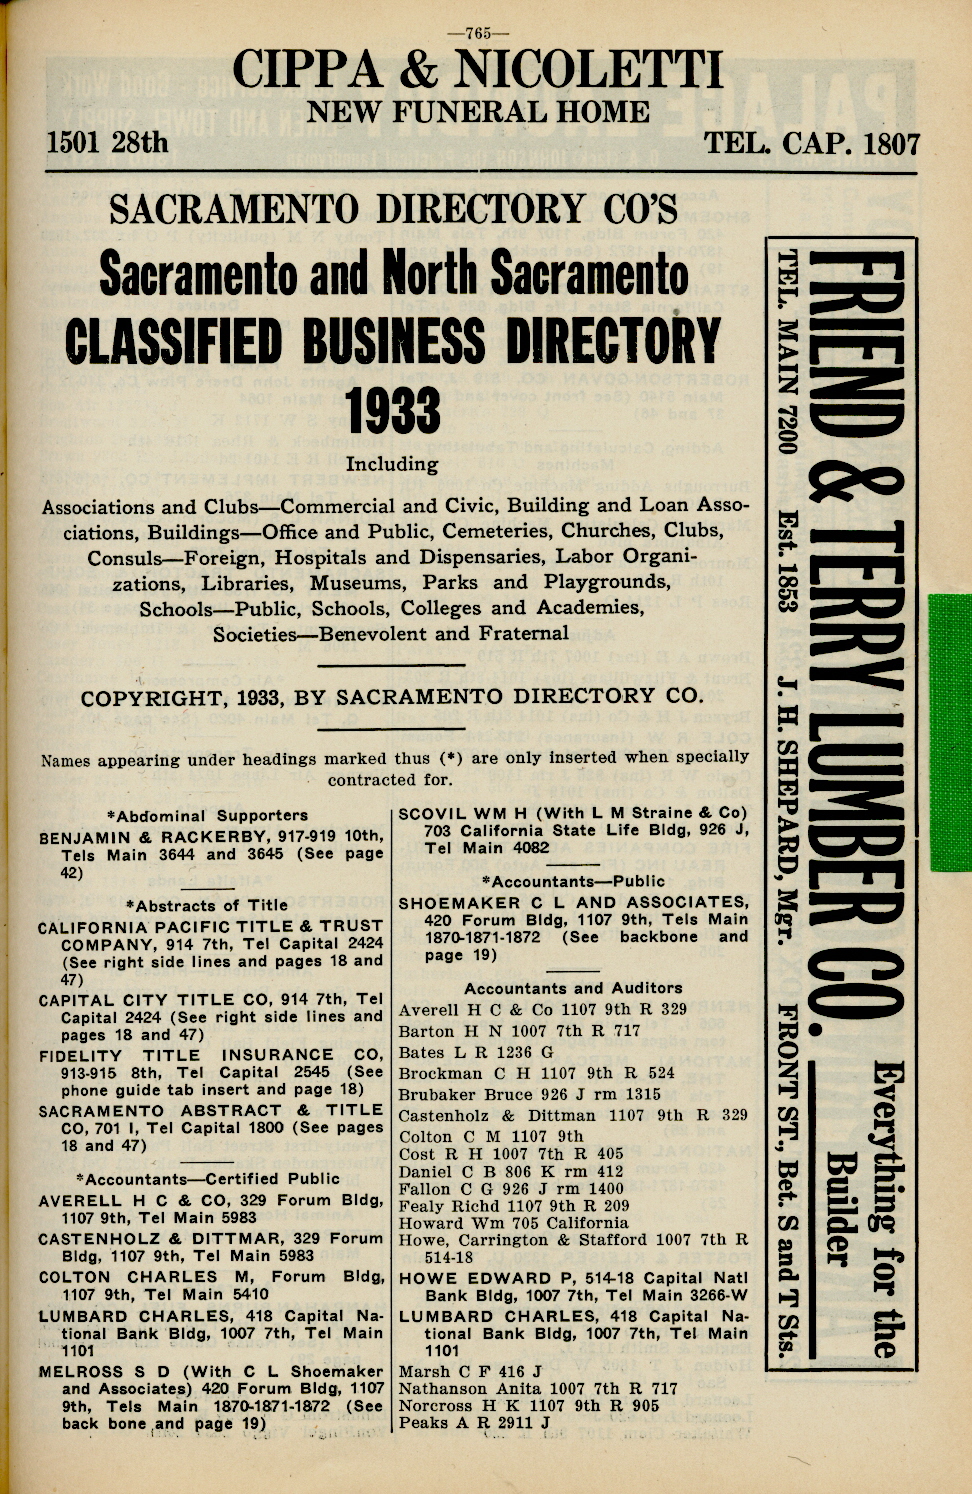 —765—
CIPPA & NICOLETTI
NEW FUNERAL HOME
1501 28th TEL. CAP. 1807
SACRAMENTO DIRECTORY CO'S
Sacramento and North Sacramento
CLASSIFIED BUSINESS DIRECTORY
1933
Including
Associations and Clubs—Commercial and Civic, Building and Loan Asso-
ciations, Buildings—Office and Public, Cemeteries, Churches, Clubs,
Consuls—Foreign, Hospitals and Dispensaries, Labor Organi-
zations, Libraries, Museums, Parks and Playgrounds,
Schools—Public, Schools, Colleges and Academies,
Societies—Benevolent and Fraternal
COPYRIGHT, 1933, BY SACRAMENTO DIRECTORY CO.
Names appearing under headings marked thus (*) are only inserted when specially
contracted for.
*Abdominal Supporters
BENJAMIN & RACKERBY, 917-919 10th,
Tels Main 3644 and 3645 (See page
42)
*Abstracts of Title
CALIFORNIA PACIFIC TITLE & TRUST
COMPANY, 914 7th, Tel Capital 2424
(See right side lines and pages 18 and
47)
CAPITAL CITY TITLE CO, 914 7th, Tel
Capital 2424 (See right side lines and
pages 18 and 47)
FIDELITY TITLE INSURANCE CO,
913-915 8th, Tel Capital 2545 (See
phone guide tab insert and page 18)
SACRAMENTO ABSTRACT & TITLE
CO, 701 I, Tel Capital 1800 (See pages
18 and 47)
*Accountants—Certified Public
AVERELL H C & CO, 329 Forum Bldg,
1107 9th, Tel Main 5983
CASTENHOLZ & DITTMAR, 329 Forum
Bldg, 1107 9th, Tel Main 5983
COLTON CHARLES M, Forum Bldg,
1107 9th, Tel Main 5410
LUMBARD CHARLES, 418 Capital Na-
tional Bank Bldg, 1007 7th, Tel Main
1101
MELROSS S D (With C L Shoemaker
and Associates) 420 Forum Bldg, 1107
9th, Tels Main 1870-1871-1872 (See
back bone and page 19)
SCOVIL WM H (With L M Straine & Co)
703 California State Life Bldg, 926 J,
Tel Main 4082
*Accountants—Public
SHOEMAKER C L AND ASSOCIATES,
420 Forum Bldg, 1107 9th, Tels Main
1870-1871-1872 (See backbone and
page 19)
Accountants and Auditors
Averell H C & Co 1107 9th R 329
Barton H N 1007 7th R 717
Bates L R 1236 G
Brockman C H 1107 9th R 524
Brubaker Bruce 926 J rm 1315
Castenholz & Dittman 1107 9th R 329
Colton C M 1107 9th
Cost R H 1007 7th R 405
Daniel C B 806 K rm 412
Fallon C G 926 J rm 1400
Fealy Richd 1107 9th R 209
Howard Wm 705 California
Howe, Carrington & Stafford 1007 7th R
514-18
HOWE EDWARD P, 514-18 Capital Natl
Bank Bldg, 1007 7th, Tel Main 3266-W
LUMBARD CHARLES, 418 Capital Na-
tional Bank Bldg, 1007 7th, Tel Main
1101
Marsh C F 416 J
Nathanson Anita 1007 7th R 717
Norcross H K 1107 9th R 905
Peaks A R 2911 J
FRIEND & TERRY LUMBER CO.
Everything for the
Builder
TEL. MAIN 7200 Est. 1853 J. H. SHEPARD, Mgr. FRONT ST., Bet. S and T Sts.